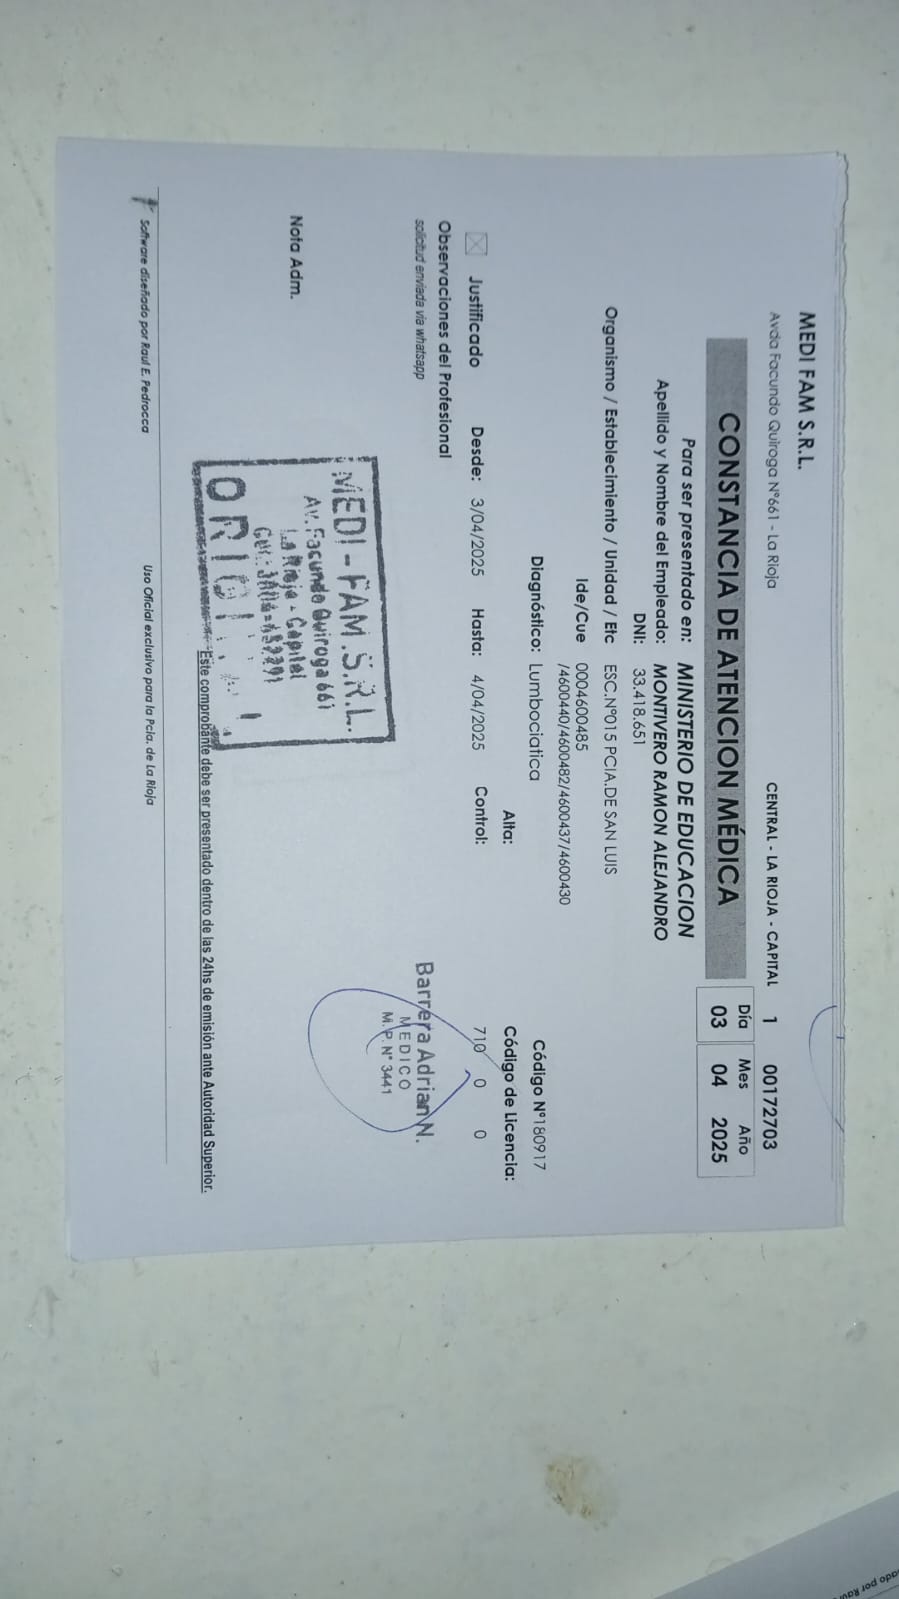 MEDI FAM S.R.L.
Avda Facundo Quiroga N°661 - La Rioja
CENTRAL - LA RIOJA - CAPITAL 1 00172703
CONSTANCIA DE ATENCION MÉDICA
Día Mes Año
03 04 2025
Para ser presentado en: MINISTERIO DE EDUCACION
Apellido y Nombre del Empleado: MONTIVERO RAMON ALEJANDRO
DNI: 33.418.651
Organismo / Establecimiento / Unidad / Etc ESC.N°015 PCIA.DE SAN LUIS
Ide/Cue 0004600485
/4600440/4600482/4600437/4600430
Diagnóstico: Lumbociatica
Código N°180917
Alta:
Código de Licencia:
Justificado Desde: 3/04/2025 Hasta: 4/04/2025 Control:
710 0 0
Observaciones del Profesional
solicitud enviada via whatsapp
Barrera Adrian N.
MEDICO
M.P. N° 3441
MEDI - FAM.S.R.L.
Av. Facundo Quiroga 661
La Rioja - Capital
Nota Adm.
Este comprobante debe ser presentado dentro de las 24hs de emisión ante Autoridad Superior.
Software diseñado por Raul E. Pedrocca
Uso Oficial exclusivo para la Pcia. de La Rioja